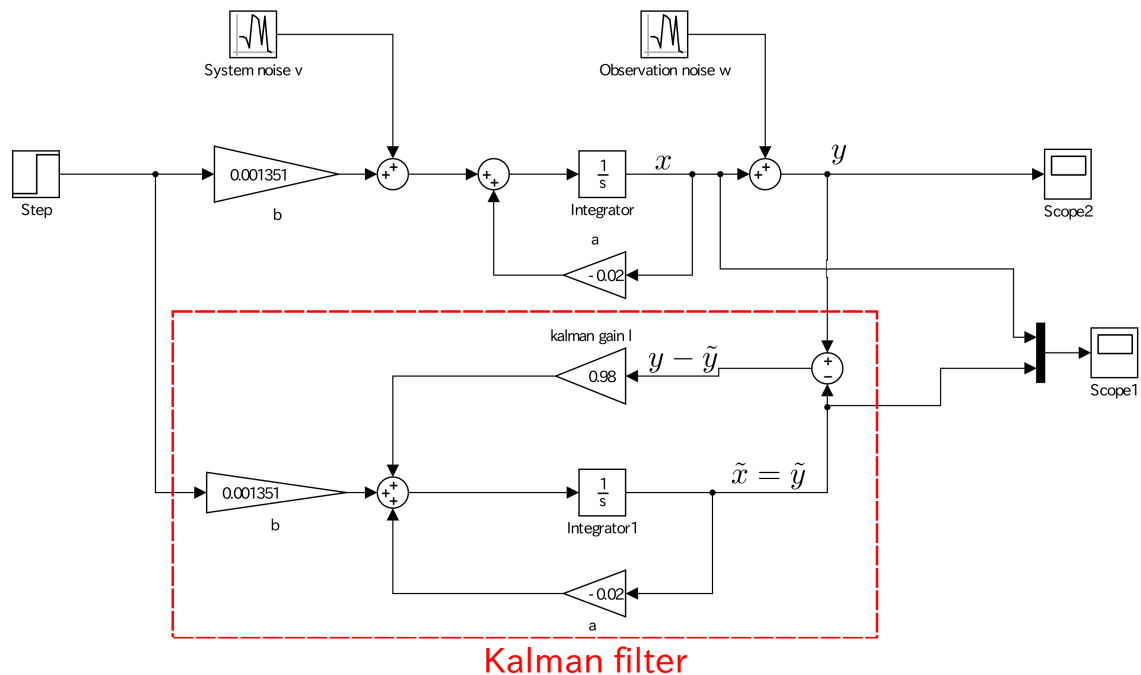 System noise v
Observation noise w
Step
0.001351
b
+
+
+
+
1
s
Integrator
x
+
+
y
Scope2
a
-0.02
kalman gain l
0.98
y − ỹ
+
−
Scope1
0.001351
b
+
+
+
1
s
Integrator1
x̃ = ỹ
-0.02
a
Kalman filter